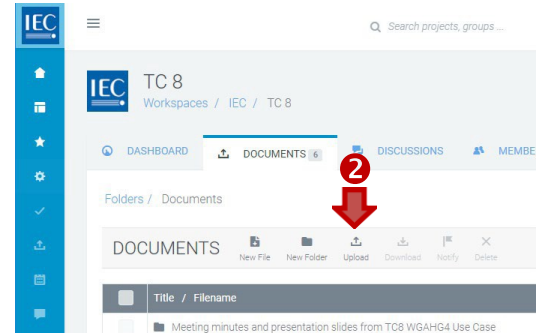 IEC
Search projects, groups ...
IEC
TC 8
Workspaces / IEC / TC 8
DASHBOARD
DOCUMENTS 6
DISCUSSIONS
MEMBE
2
Folders / Documents
DOCUMENTS
New File
New Folder
Upload
Download
Notify
Delete
Title / Filename
Meeting minutes and presentation slides from TC8 WGAHG4 Use Case